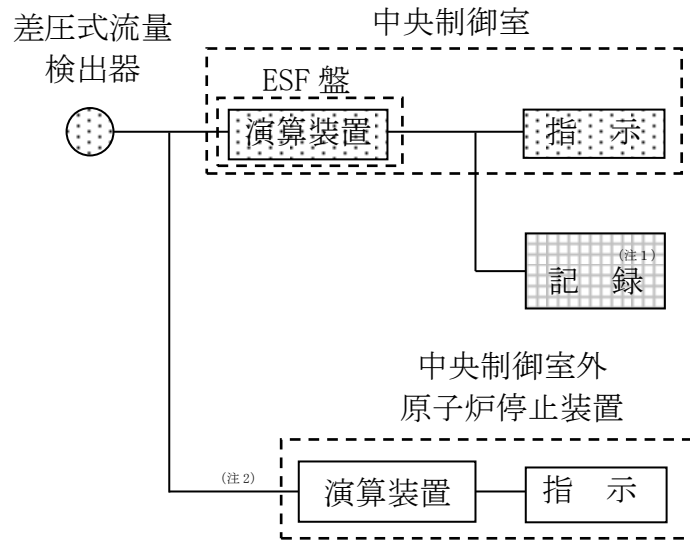 差圧式流量
検出器
中央制御室
ESF 盤
演算装置
指 示
(注1)
記 録
中央制御室外
原子炉停止装置
(注2)
演算装置
指 示